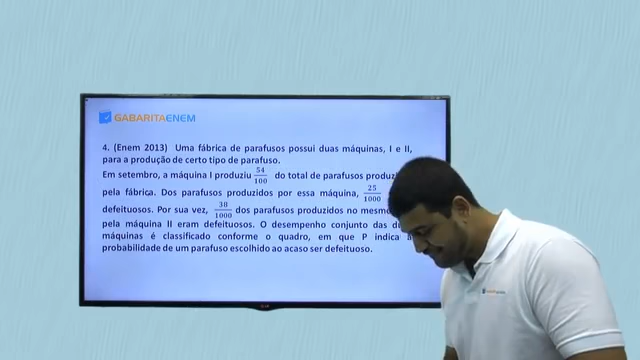 GABARITAENEM
4. (Enem 2013) Uma fábrica de parafusos possui duas máquinas, I e II,
para a produção de certo tipo de parafuso.
Em setembro, a máquina I produziu 54/100 do total de parafusos
pela fábrica. Dos parafusos produzidos por essa máquina, 25/1000
defeituosos. Por sua vez, 38/1000 dos parafusos produzidos no
pela máquina II eram defeituosos. O desempenho conjunto das
máquinas é classificado conforme o quadro, em que P indica
probabilidade de um parafuso escolhido ao acaso ser defeituoso.